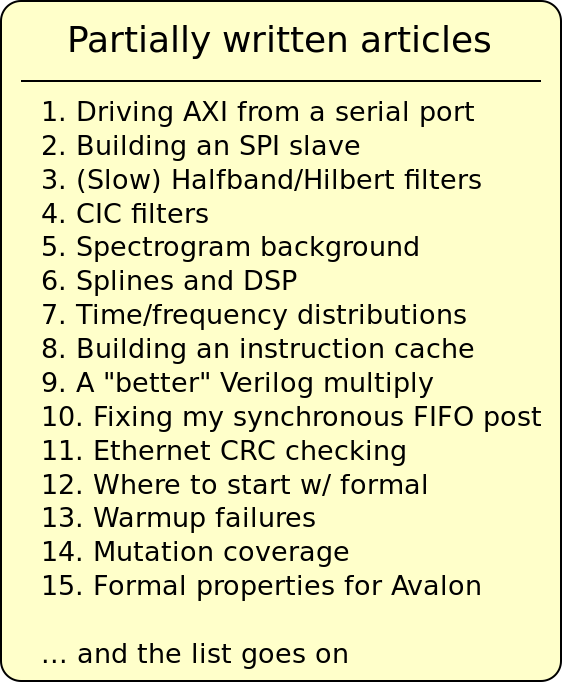 Partially written articles
1. Driving AXI from a serial port
2. Building an SPI slave
3. (Slow) Halfband/Hilbert filters
4. CIC filters
5. Spectrogram background
6. Splines and DSP
7. Time/frequency distributions
8. Building an instruction cache
9. A "better" Verilog multiply
10. Fixing my synchronous FIFO post
11. Ethernet CRC checking
12. Where to start w/ formal
13. Warmup failures
14. Mutation coverage
15. Formal properties for Avalon
... and the list goes on